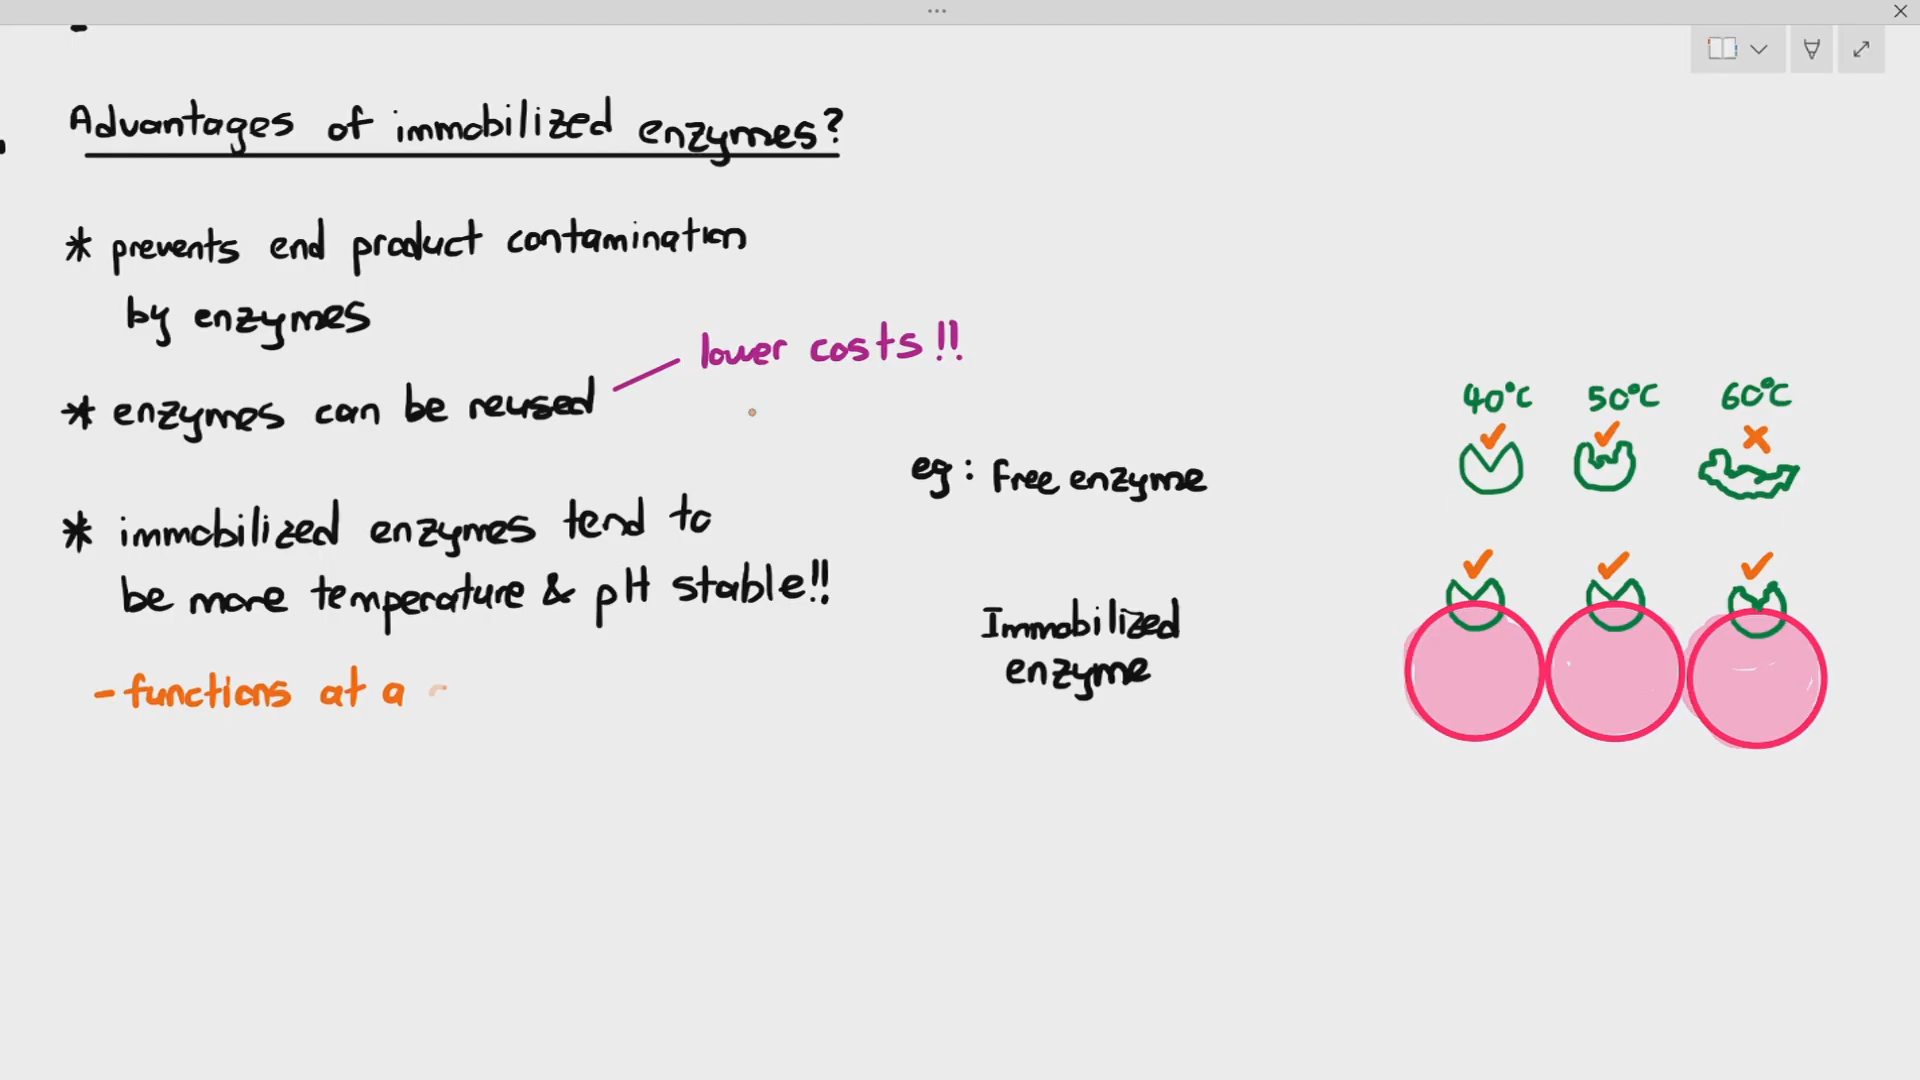 Advantages of immobilized enzymes?
* prevents end product contamination
by enzymes
lower costs!!
* enzymes can be reused
40°C 50°C 60°C
eg: Free enzyme
* immobilized enzymes tend to
be more temperature & pH stable!!
Immobilized
enzyme
- functions at a